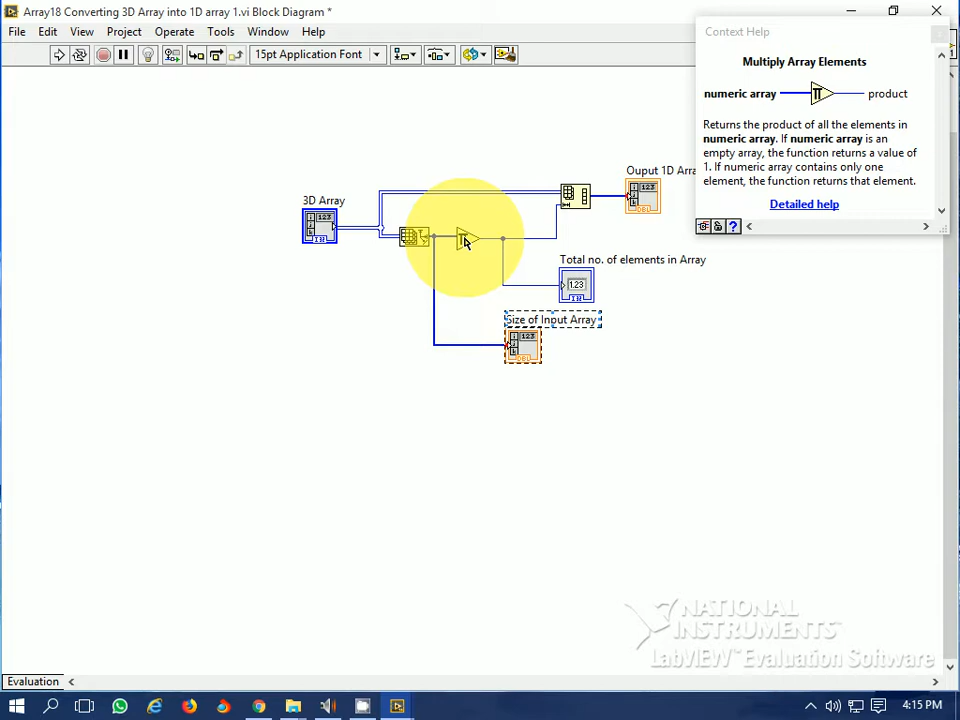 Array18 Converting 3D Array into 1D array 1.vi Block Diagram *
File Edit View Project Operate Tools Window Help
15pt Application Font
Context Help
Multiply Array Elements
numeric array
product
Returns the product of all the elements in
numeric array. If numeric array is an
empty array, the function returns a value of
1. If numeric array contains only one
element, the function returns that element.
Detailed help
Ouput 1D Arra
3D Array
Total no. of elements in Array
1.23
Size of Input Array
NATIONAL
INSTRUMENTS
LabVIEW Evaluation Software
Evaluation
4:15 PM